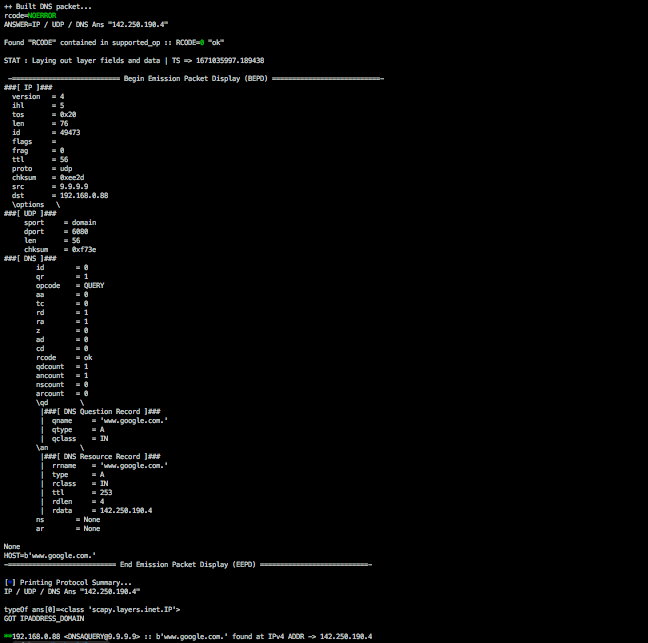 ++ Built DNS packet...
rcode=NOERROR
ANSWER=IP / UDP / DNS Ans "142.250.190.4"
Found "RCODE" contained in supported_op :: RCODE=0 "ok"
STAT : Laying out layer fields and data | TS => 1671035997.189438
-=========================== Begin Emission Packet Display (BEPD) ===========================-
###[ IP ]###
version = 4
ihl = 5
tos = 0x20
len = 76
id = 49473
flags =
frag = 0
ttl = 56
proto = udp
chksum = 0xee2d
src = 9.9.9.9
dst = 192.168.0.88
\options \
###[ UDP ]###
sport = domain
dport = 6080
len = 56
chksum = 0xf73e
###[ DNS ]###
id = 0
qr = 1
opcode = QUERY
aa = 0
tc = 0
rd = 1
ra = 1
z = 0
ad = 0
cd = 0
rcode = ok
qdcount = 1
ancount = 1
nscount = 0
arcount = 0
\qd \
|###[ DNS Question Record ]###
| qname = 'www.google.com.'
| qtype = A
| qclass = IN
\an \
|###[ DNS Resource Record ]###
| rrname = 'www.google.com.'
| type = A
| rclass = IN
| ttl = 253
| rdlen = 4
| rdata = 142.250.190.4
ns = None
ar = None
None
HOST=b'www.google.com.'
-=========================== End Emission Packet Display (EEPD) ===========================-
[*] Printing Protocol Summary...
IP / UDP / DNS Ans "142.250.190.4"
typeOf ans[0]=<class 'scapy.layers.inet.IP'>
GOT IPADDRESS_DOMAIN
**192.168.0.88 <DNSAQUERY@9.9.9.9> :: b'www.google.com.' found at IPv4 ADDR -> 142.250.190.4